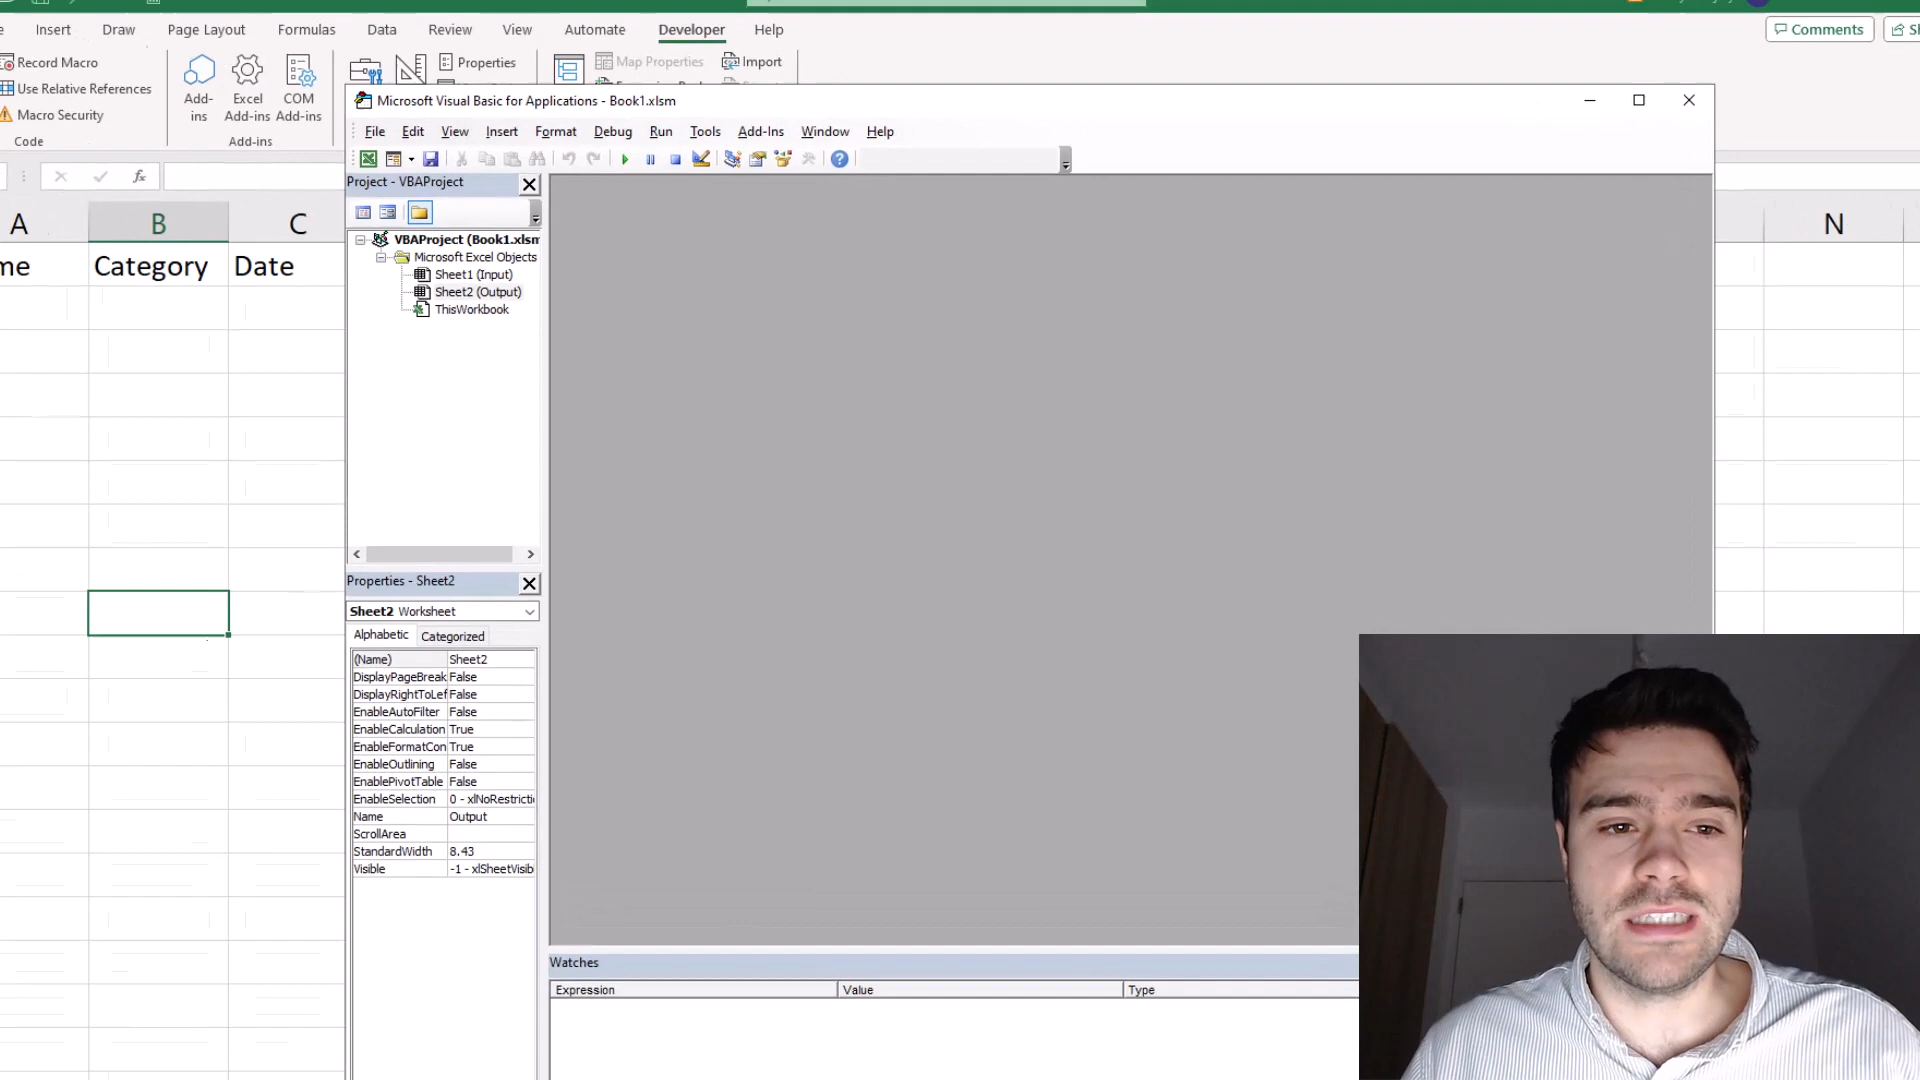 Insert Draw Page Layout Formulas Data Review View Automate Developer Help
Comments
Record Macro
Use Relative References
Macro Security
Code
Add-
ins
Excel
Add-ins
COM
Add-ins
Add-ins
Properties
Map Properties
Import
fx
A B C N
me Category Date
Microsoft Visual Basic for Applications - Book1.xlsm
File Edit View Insert Format Debug Run Tools Add-Ins Window Help
Project - VBAProject
VBAProject (Book1.xlsm
Microsoft Excel Objects
Sheet1 (Input)
Sheet2 (Output)
ThisWorkbook
Properties - Sheet2
Sheet2 Worksheet
Alphabetic Categorized
(Name) Sheet2
DisplayPageBreak False
DisplayRightToLef False
EnableAutoFilter False
EnableCalculation True
EnableFormatCon True
EnableOutlining False
EnablePivotTable False
EnableSelection 0 - xlNoRestricti
Name Output
ScrollArea
StandardWidth 8.43
Visible -1 - xlSheetVisib
Watches
Expression Value Type